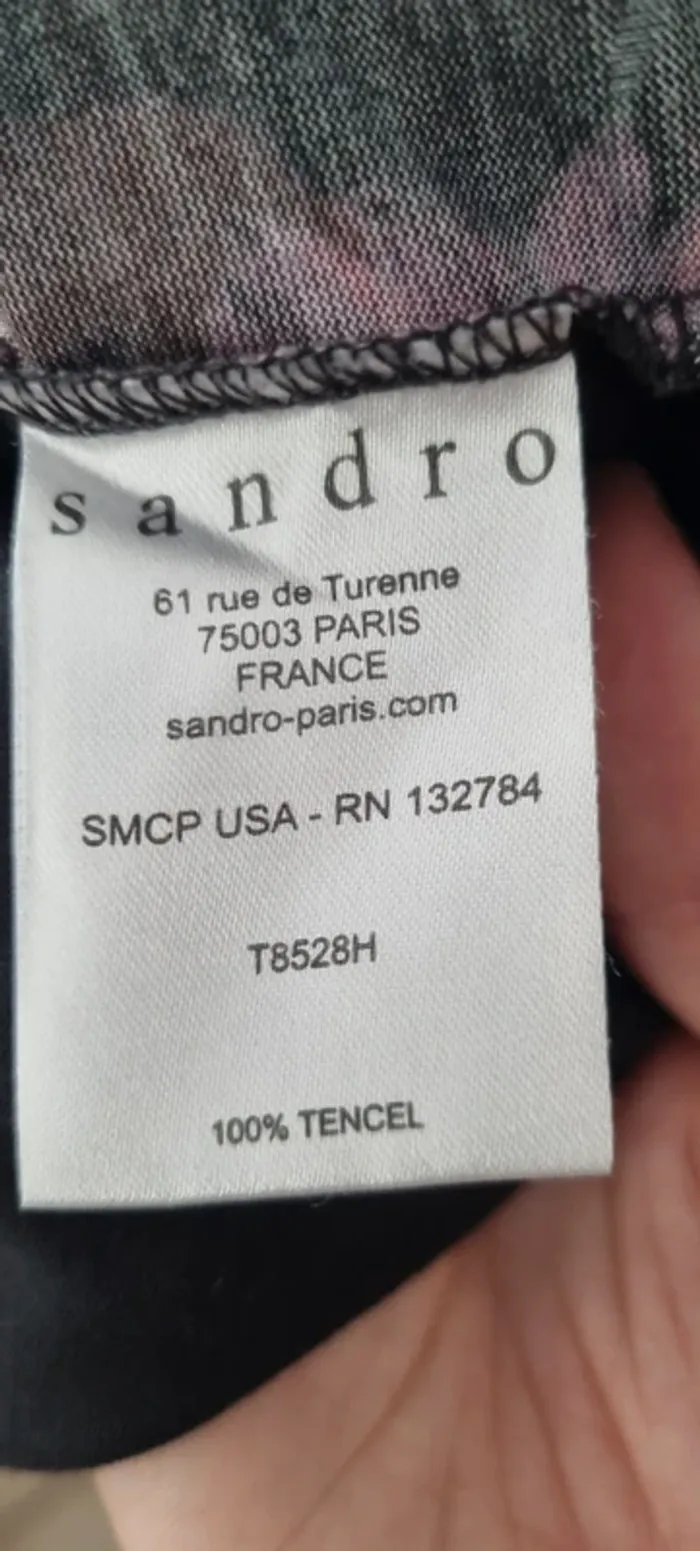 sandro
61 rue de Turenne
75003 PARIS
FRANCE
sandro-paris.com
SMCP USA - RN 132784
T8528H
100% TENCEL